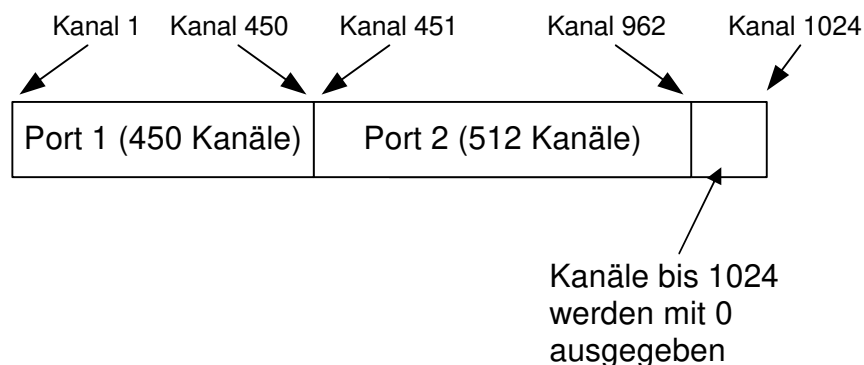 Kanal 1 Kanal 450 Kanal 451 Kanal 962 Kanal 1024
Port 1 (450 Kanäle) Port 2 (512 Kanäle)
Kanäle bis 1024
werden mit 0
ausgegeben